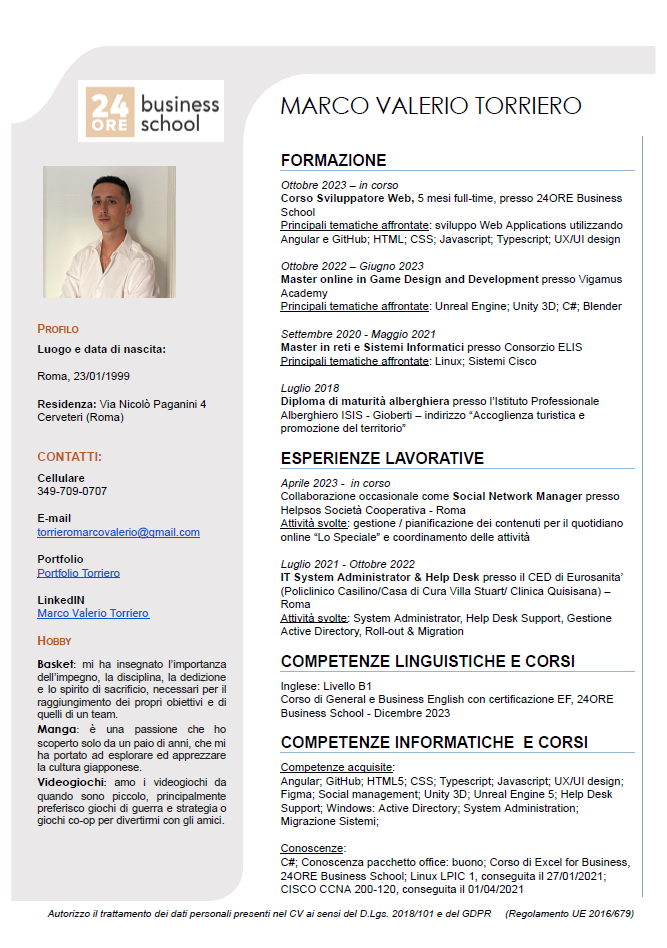 24
ORE
business
school
MARCO VALERIO TORRIERO
FORMAZIONE
Ottobre 2023 – in corso
Corso Sviluppatore Web, 5 mesi full-time, presso 24ORE Business
School
Principali tematiche affrontate: sviluppo Web Applications utilizzando
Angular e GitHub; HTML; CSS; Javascript; Typescript; UX/UI design
Ottobre 2022 – Giugno 2023
Master online in Game Design and Development presso Vigamus
Academy
Principali tematiche affrontate: Unreal Engine; Unity 3D; C#; Blender
Settembre 2020 - Maggio 2021
Master in reti e Sistemi Informatici presso Consorzio ELIS
Principali tematiche affrontate: Linux; Sistemi Cisco
Luglio 2018
Diploma di maturità alberghiera presso l'Istituto Professionale
Alberghiero ISIS - Gioberti – indirizzo “Accoglienza turistica e
promozione del territorio”
ESPERIENZE LAVORATIVE
Aprile 2023 - in corso
Collaborazione occasionale come Social Network Manager presso
Helpsos Società Cooperativa - Roma
Attività svolte: gestione / pianificazione dei contenuti per il quotidiano
online “Lo Speciale” e coordinamento delle attività
Luglio 2021 - Ottobre 2022
IT System Administrator & Help Desk presso il CED di Eurosanita’
(Policlinico Casilino/Casa di Cura Villa Stuart/ Clinica Quisisana) –
Roma
Attività svolte: System Administrator, Help Desk Support, Gestione
Active Directory, Roll-out & Migration
COMPETENZE LINGUISTICHE E CORSI
Inglese: Livello B1
Corso di General e Business English con certificazione EF, 24ORE
Business School - Dicembre 2023
COMPETENZE INFORMATICHE E CORSI
Competenze acquisite:
Angular; GitHub; HTML5; CSS; Typescript; Javascript; UX/UI design;
Figma; Social management; Unity 3D; Unreal Engine 5; Help Desk
Support; Windows: Active Directory; System Administration;
Migrazione Sistemi;
Conoscenze:
C#; Conoscenza pacchetto office: buono; Corso di Excel for Business,
24ORE Business School; Linux LPIC 1, conseguita il 27/01/2021;
CISCO CCNA 200-120, conseguita il 01/04/2021
PROFILO
Luogo e data di nascita:
Roma, 23/01/1999
Residenza: Via Nicolò Paganini 4
Cerveteri (Roma)
CONTATTI:
Cellulare
349-709-0707
E-mail
torrieromarcovalerio@gmail.com
Portfolio
Portfolio Torriero
LinkedIN
Marco Valerio Torriero
HOBBY
Basket: mi ha insegnato l’importanza
dell’impegno, la disciplina, la dedizione
e lo spirito di sacrificio, necessari per il
raggiungimento dei propri obiettivi e di
quelli di un team.
Manga: è una passione che ho
scoperto solo da un paio di anni, che mi
ha portato ad esplorare ed apprezzare
la cultura giapponese.
Videogiochi: amo i videogiochi da
quando sono piccolo, principalmente
preferisco giochi di guerra e strategia o
giochi co-op per divertirmi con gli amici.
Autorizzo il trattamento dei dati personali presenti nel CV ai sensi del D.Lgs. 2018/101 e del GDPR (Regolamento UE 2016/679)